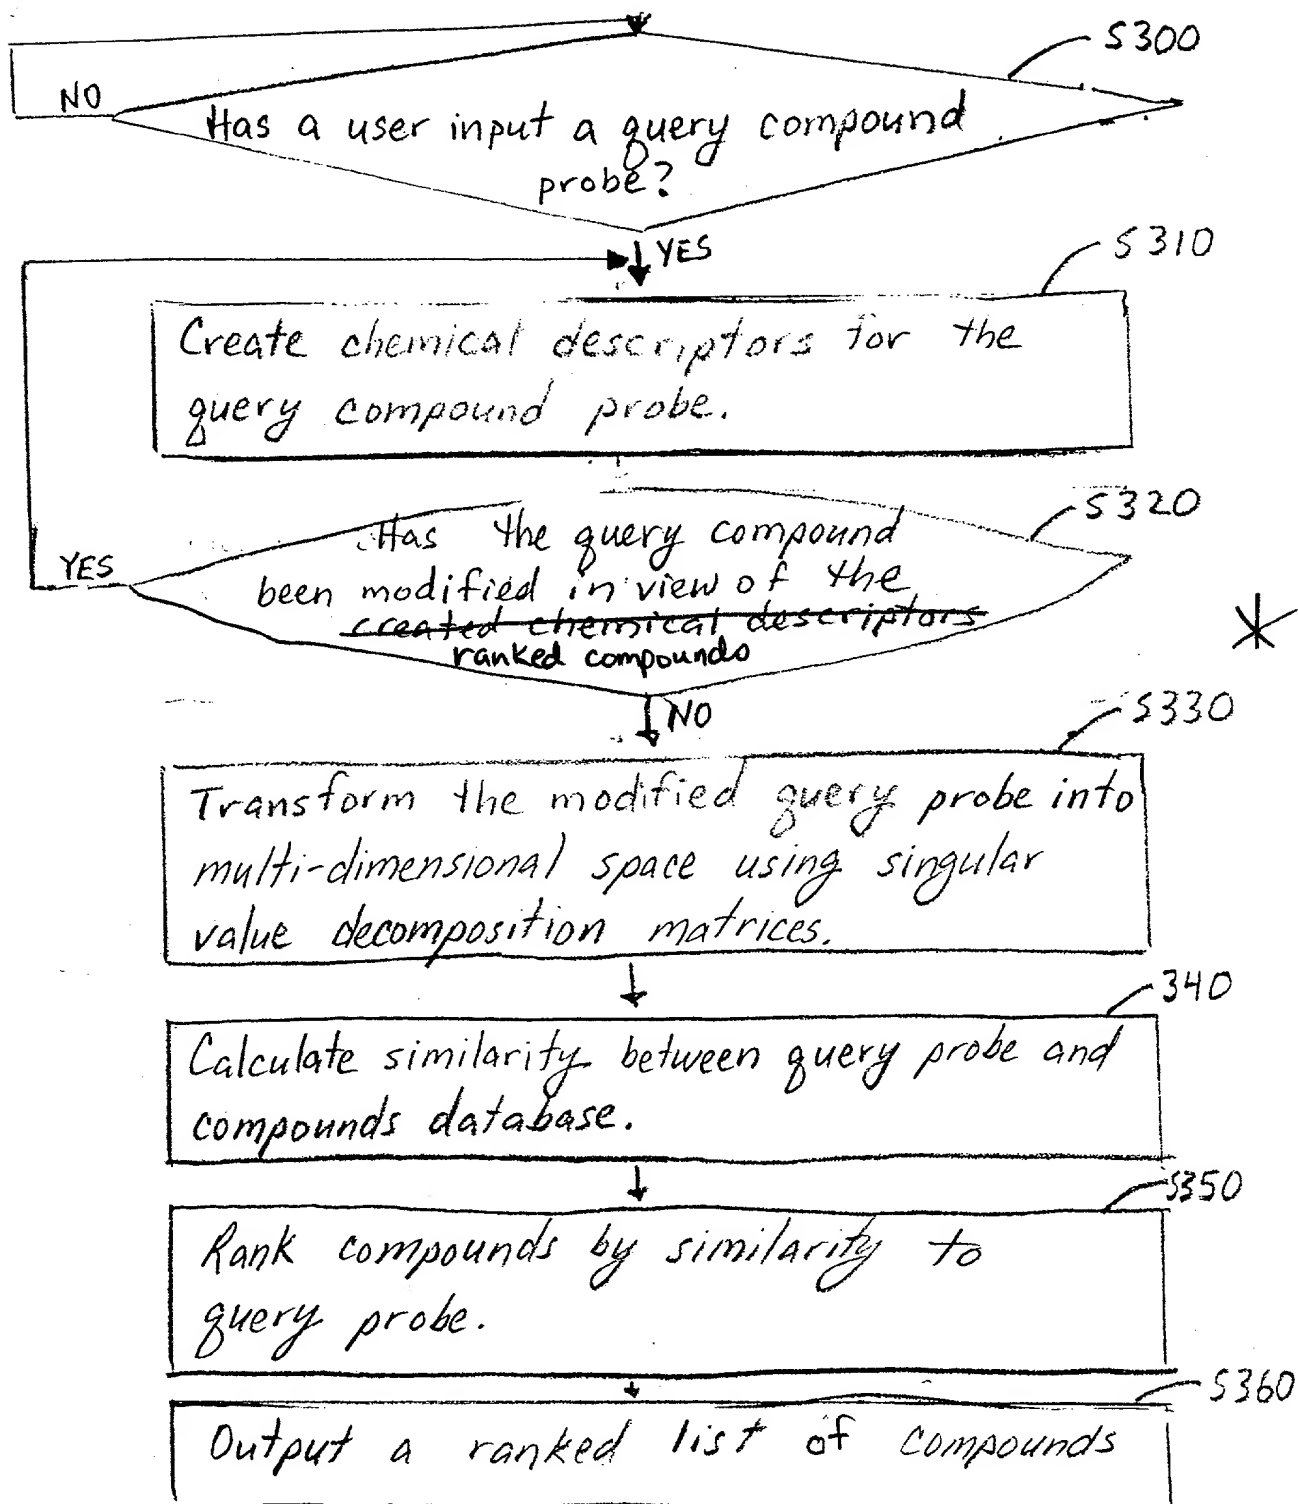 S300
NO
Has a user input a query compound
probe?
YES
S310
Create chemical descriptors for the
query compound probe.
S320
Has the query compound
YES
been modified in view of the
created chemical descriptors
ranked compounds
NO
S330
Transform the modified query probe into
multi-dimensional space using singular
value decomposition matrices.
340
Calculate similarity between query probe and
compounds database.
S350
Rank compounds by similarity to
query probe.
S360
Output a ranked list of compounds